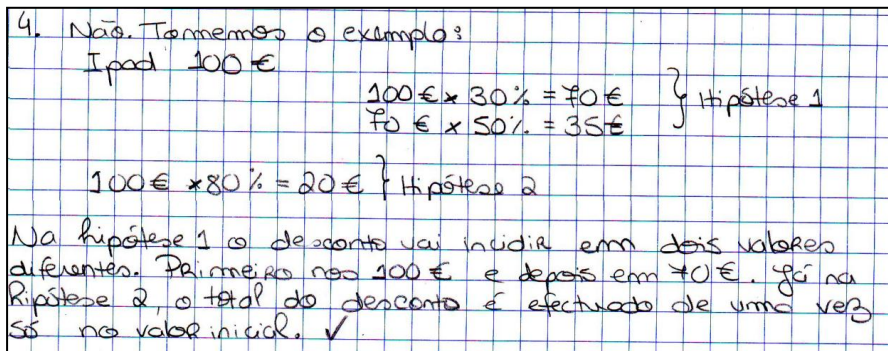 4. Não. Tomemos o exemplo:
Ipad 100 €
100 € x 30% = 70 € } Hipótese 1
70 € x 50% = 35 €
100 € x 80% = 20 € } Hipótese 2
Na hipótese 1 o desconto vai incidir em dois valores
diferentes. Primeiro nos 100 € e depois em 70 €. Já na
hipótese 2, o total do desconto é efectuado de uma vez
só no valor inicial. ✓